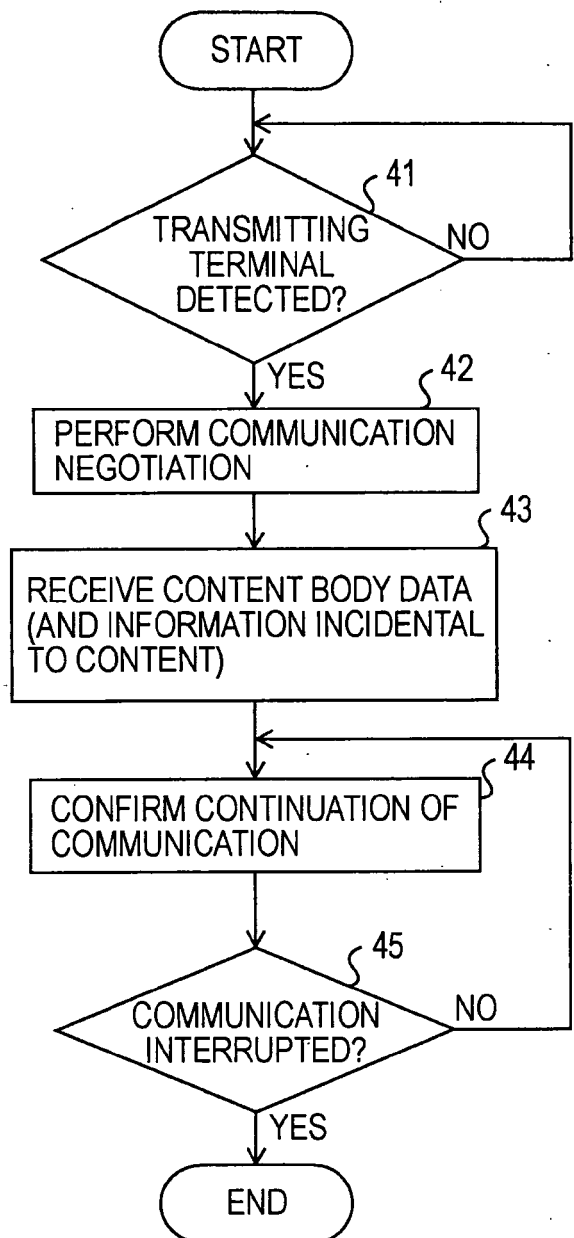 START
41
TRANSMITTING
TERMINAL
DETECTED?
NO
YES
42
PERFORM COMMUNICATION
NEGOTIATION
43
RECEIVE CONTENT BODY DATA
(AND INFORMATION INCIDENTAL
TO CONTENT)
44
CONFIRM CONTINUATION OF
COMMUNICATION
45
COMMUNICATION
INTERRUPTED?
NO
YES
END